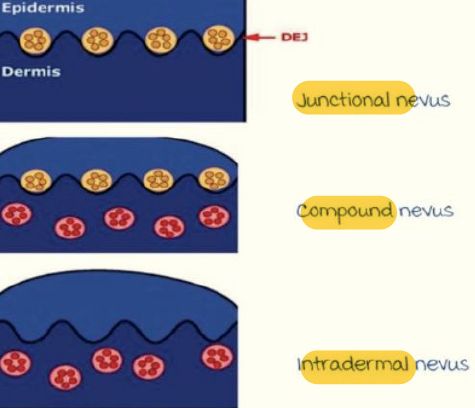 Epidermis
DEJ
Dermis
Junctional nevus
Compound nevus
Intradermal nevus